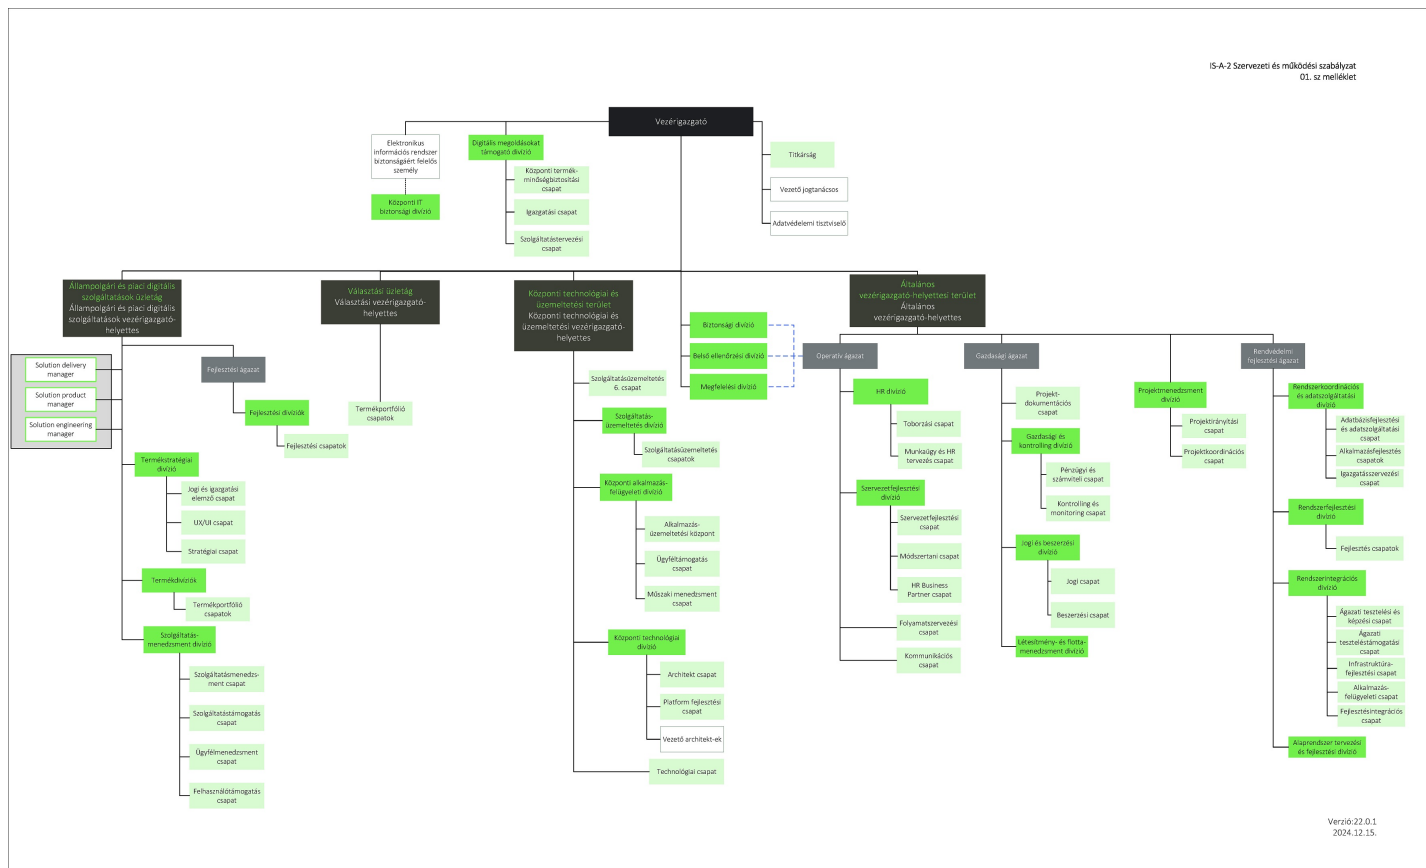 IS-A-2 Szervezeti és működési szabályzat
01. sz melléklet
Vezérigazgató
Elektronikus
információs rendszer
biztonságáért felelős
személy
Központi IT
biztonsági divízió
Digitális megoldásokat
támogató divízió
Központi termék-
minőségbiztosítási
csapat
Igazgatási csapat
Szolgáltatástervezési
csapat
Titkárság
Vezető jogtanácsos
Adatvédelemi tisztviselő
Állampolgári és piaci digitális
szolgáltatások üzletág
Állampolgári és piaci digitális
szolgáltatások vezérigazgató-
helyettes
Solution delivery
manager
Solution product
manager
Solution engineering
manager
Fejlesztési ágazat
Fejlesztési divíziók
Fejlesztési csapatok
Termékstratégiai
divízió
Jogi és igazgatási
elemző csapat
UX/UI csapat
Stratégiai csapat
Termékdivíziók
Termékportfólió
csapatok
Szolgáltatás-
menedzsment divízió
Szolgáltatásmenedzs-
ment csapat
Szolgáltatástámogatás
csapat
Ügyfélmenedzsment
csapat
Felhasználótámogatás
csapat
Választási üzletág
Választási vezérigazgató-
helyettes
Termékportfólió
csapatok
Központi technológiai és
üzemeltetési terület
Központi technológiai és
üzemeltetési vezérigazgató-
helyettes
Szolgáltatásüzemeltetés
6. csapat
Szolgáltatás-
üzemeltetés divízió
Szolgáltatásüzemeltetés
csapatok
Központi alkalmazás-
felügyeleti divízió
Alkalmazás-
üzemeltetési központ
Ügyféltámogatás
csapat
Műszaki menedzsment
csapat
Központi technológiai
divízió
Architekt csapat
Platform fejlesztési
csapat
Vezető architekt-ek
Technológiai csapat
Biztonsági divízió
Belső ellenőrzési divízió
Megfelelési divízió
Általános
vezérigazgató-helyettesi terület
Általános
vezérigazgató-helyettes
Operatív ágazat
HR divízió
Toborzási csapat
Munkaügy és HR
tervezés csapat
Szervezetfejlesztési
divízió
Szervezetfejlesztési
csapat
Módszertani csapat
HR Business
Partner csapat
Folyamatszervezési
csapat
Kommunikációs
csapat
Gazdasági ágazat
Projekt-
dokumentációs
csapat
Gazdasági és
kontrolling divízió
Pénzügyi és
számviteli csapat
Kontrolling és
monitoring csapat
Jogi és beszerzési
divízió
Jogi csapat
Beszerzési csapat
Létesítmény- és flotta-
menedzsment divízió
Projektmenedzsment
divízió
Projektirányítási
csapat
Projektkoordinációs
csapat
Rendvédelmi
fejlesztési ágazat
Rendszerkoordinációs
és adatszolgáltatási
divízió
Adatbázisfejlesztési
és adatszolgáltatási
csapat
Alkalmazásfejlesztés
csapatok
Igazgatásszervezési
csapat
Rendszerfejlesztési
divízió
Fejlesztés csapatok
Rendszerintegrációs
divízió
Ágazati tesztelési és
képzési csapat
Ágazati
teszteléstámogatási
csapat
Infrastruktúra-
fejlesztési csapat
Alkalmazás-
felügyeleti csapat
Fejlesztésintegrációs
csapat
Alaprendszer tervezési
és fejlesztési divízió
Verzió:22.0.1
2024.12.15.